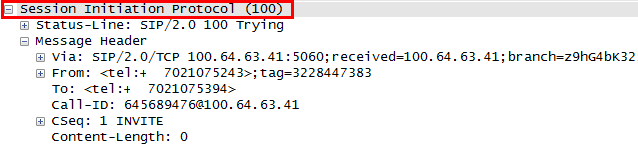 Session Initiation Protocol (100)
Status-Line: SIP/2.0 100 Trying
Message Header
Via: SIP/2.0/TCP 100.64.63.41:5060;received=100.64.63.41;branch=z9hG4bK32
From: <tel:+ 7021075243>;tag=3228447383
To: <tel:+ 7021075394>
Call-ID: 645689476@100.64.63.41
CSeq: 1 INVITE
Content-Length: 0